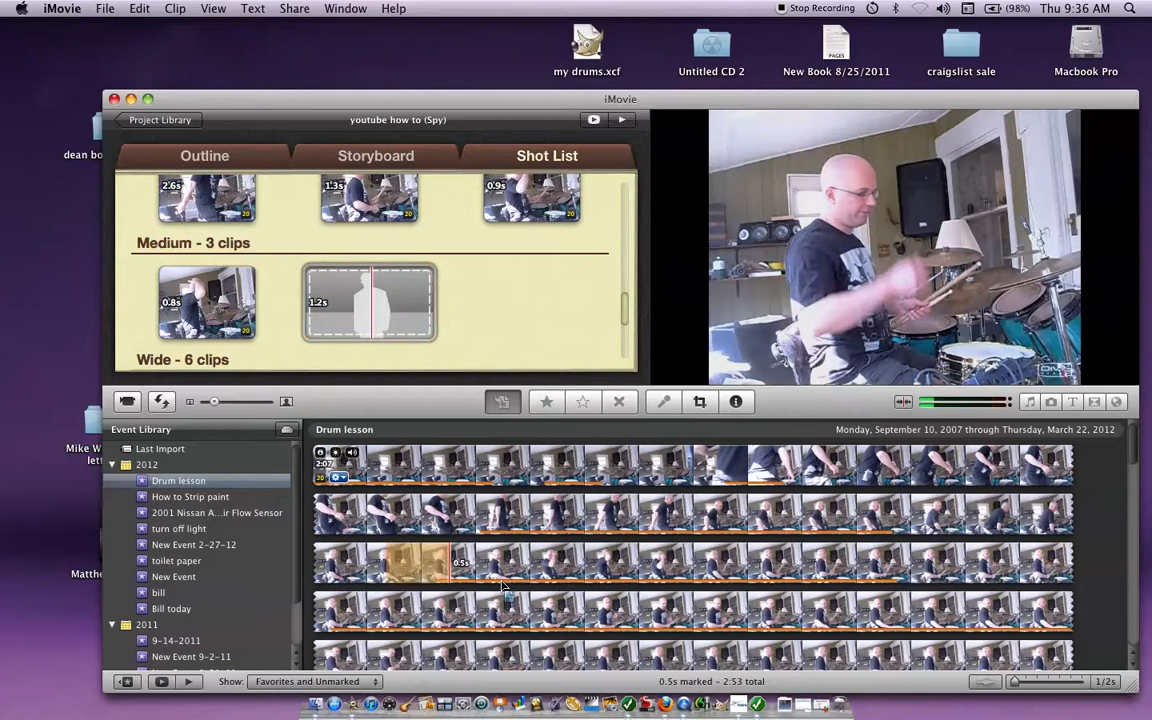 iMovie File Edit Clip View Text Share Window Help Stop Recording (98%) Thu 9:36 AM
my drums.xcf Untitled CD 2 New Book 8/25/2011 craigslist sale Macbook Pro
iMovie
Project Library youtube how to (Spy)
dean bo
Outline Storyboard Shot List
2.6s 1.3s 0.9s
20 20 20
Medium - 3 clips
0.8s 1.2s
20
Wide - 6 clips
Event Library Drum lesson Monday, September 10, 2007 through Thursday, March 22, 2012
Mike W
lett
Last Import
2012
2:07
20
Drum lesson
How to Strip paint
2001 Nissan A...ir Flow Sensor
turn off light
New Event 2-27-12
toilet paper
0.5s
Matthe
New Event
bill
Bill today
2011
9-14-2011
New Event 9-2-11
Show: Favorites and Unmarked 0.5s marked - 2:53 total 1/2s